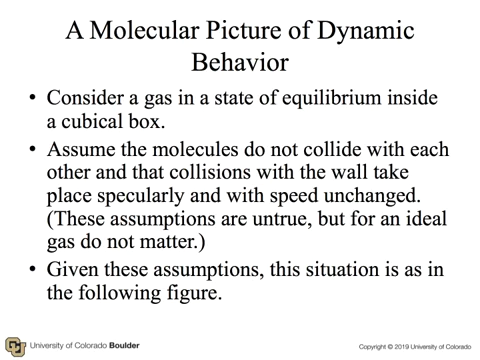 A Molecular Picture of Dynamic
Behavior
• Consider a gas in a state of equilibrium inside
a cubical box.
• Assume the molecules do not collide with each
other and that collisions with the wall take
place specularly and with speed unchanged.
(These assumptions are untrue, but for an ideal
gas do not matter.)
• Given these assumptions, this situation is as in
the following figure.
University of Colorado Boulder
Copyright © 2019 University of Colorado